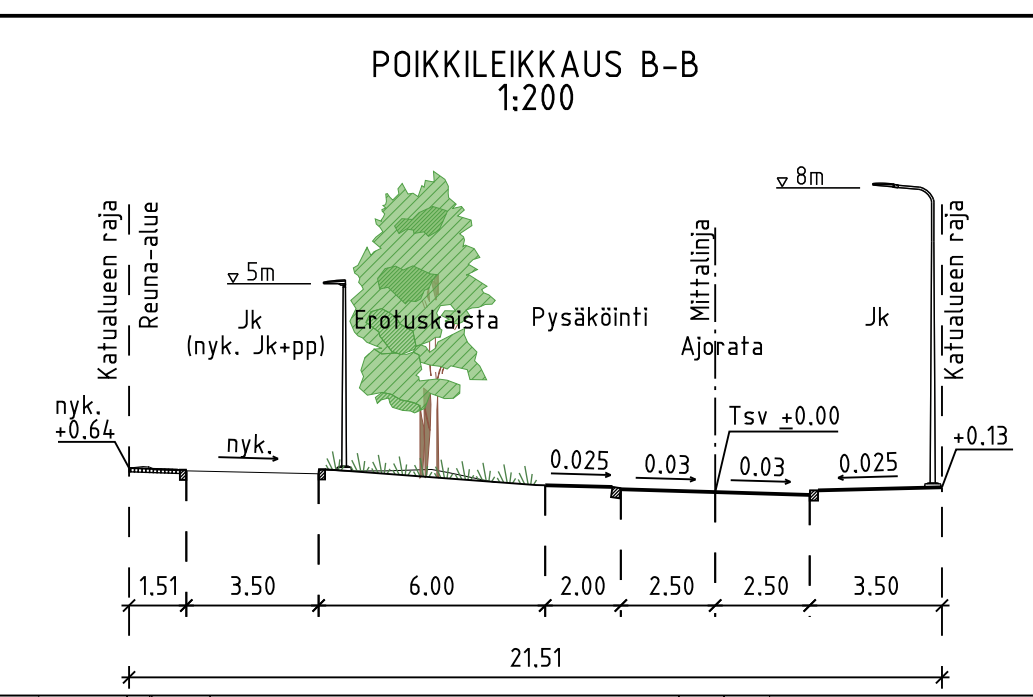 POIKKILEIKKAUS B-B
1:200
8m
Katualueen raja
Reuna-alue
Mittalinja
Katualueen raja
5m
Jk
(nyk. Jk+pp)
Erotuskaista
Pysäköinti
Ajorata
Jk
nyk.
+0.64
nyk.
Tsv ±0.00
+0.13
0.025
0.03
0.03
0.025
1.51
3.50
6.00
2.00
2.50
2.50
3.50
21.51